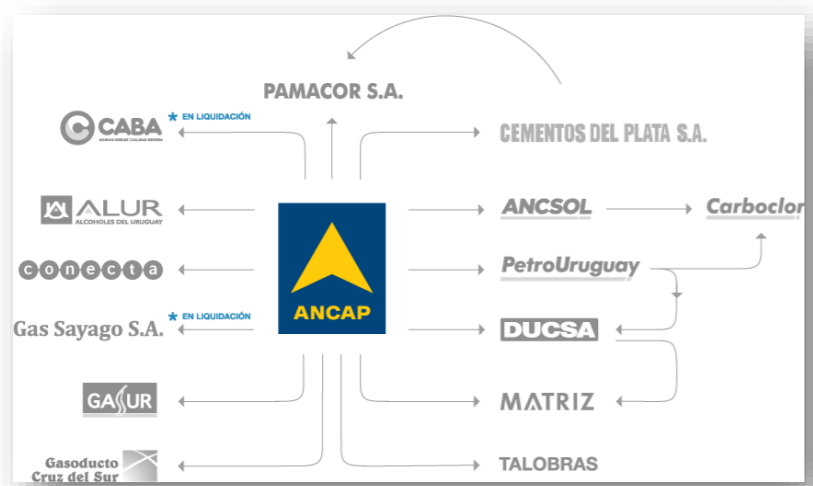 PAMACOR S.A.
CABA
* EN LIQUIDACIÓN
CEMENTOS DEL PLATA S.A.
ALUR
ALCOHOLES DEL URUGUAY
ANCSOL
Carboclor
conecta
PetroUruguay
ANCAP
Gas Sayago S.A.
* EN LIQUIDACIÓN
DUCSA
GASUR
MATRIZ
Gasoducto
Cruz del Sur
TALOBRAS